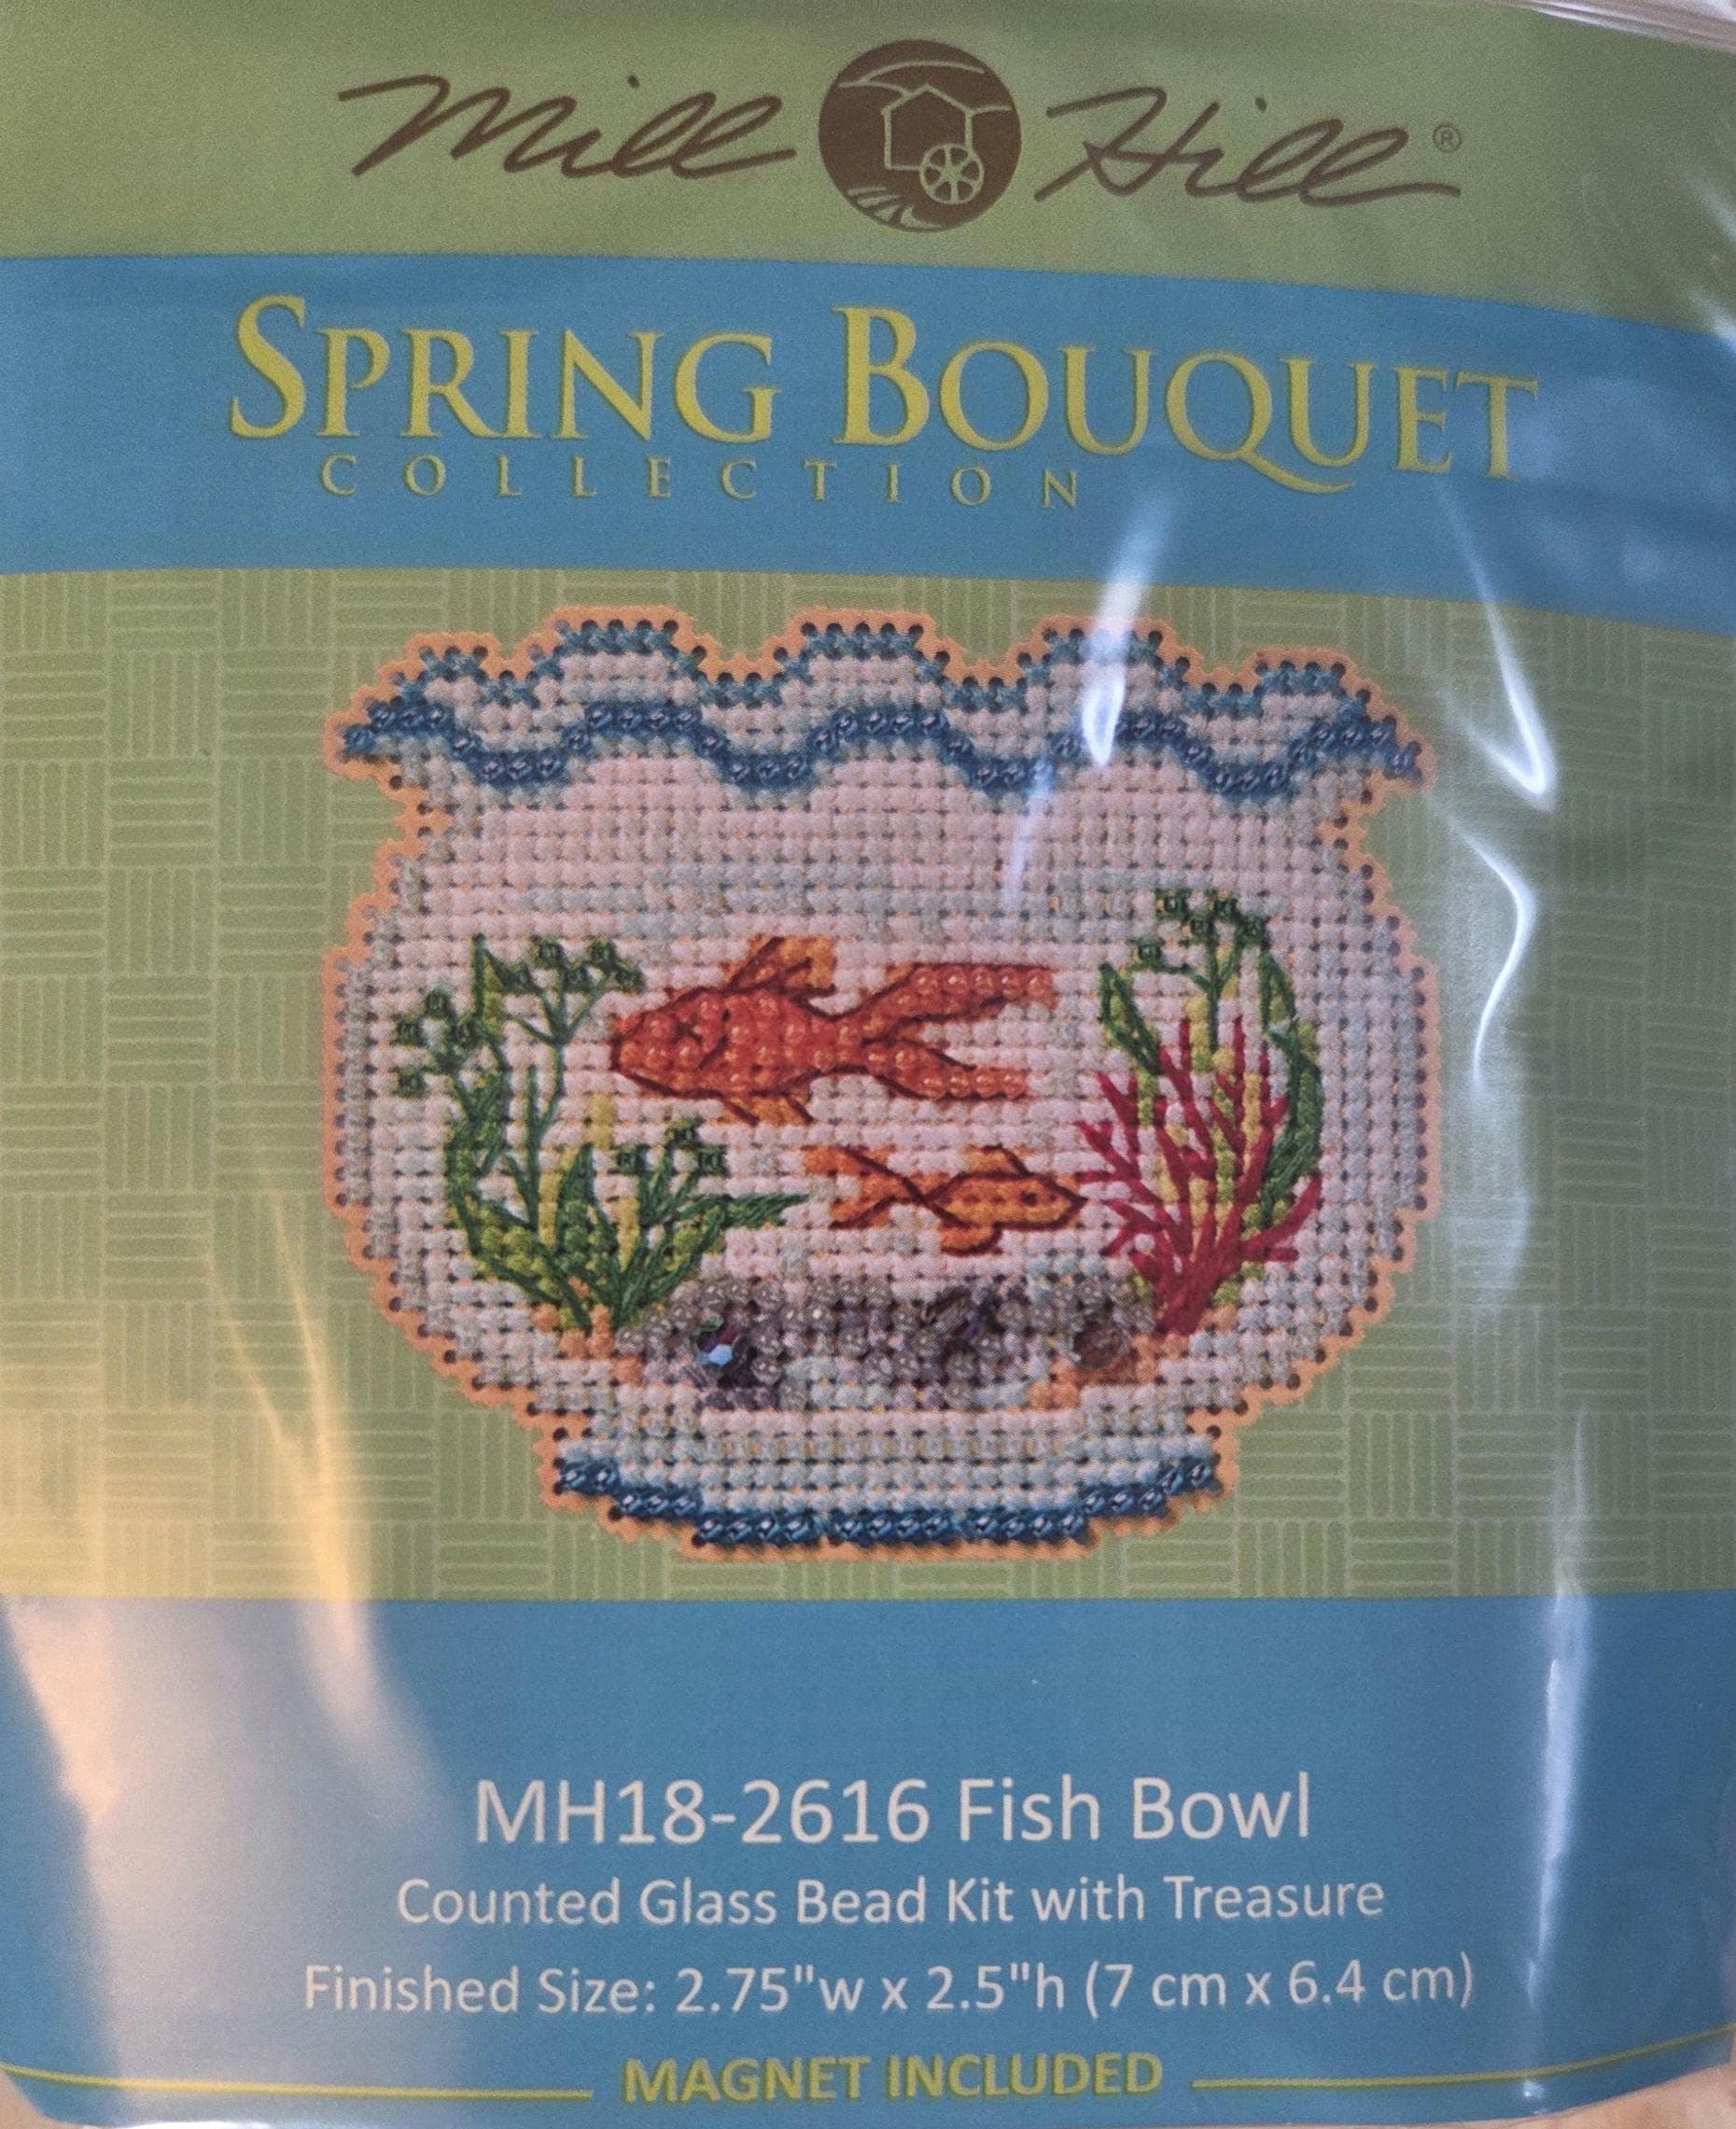 Mill Hill®
SPRING BOUQUET
COLLECTION
MH18-2616 Fish Bowl
Counted Glass Bead Kit with Treasure
Finished Size: 2.75"w x 2.5"h (7 cm x 6.4 cm)
MAGNET INCLUDED